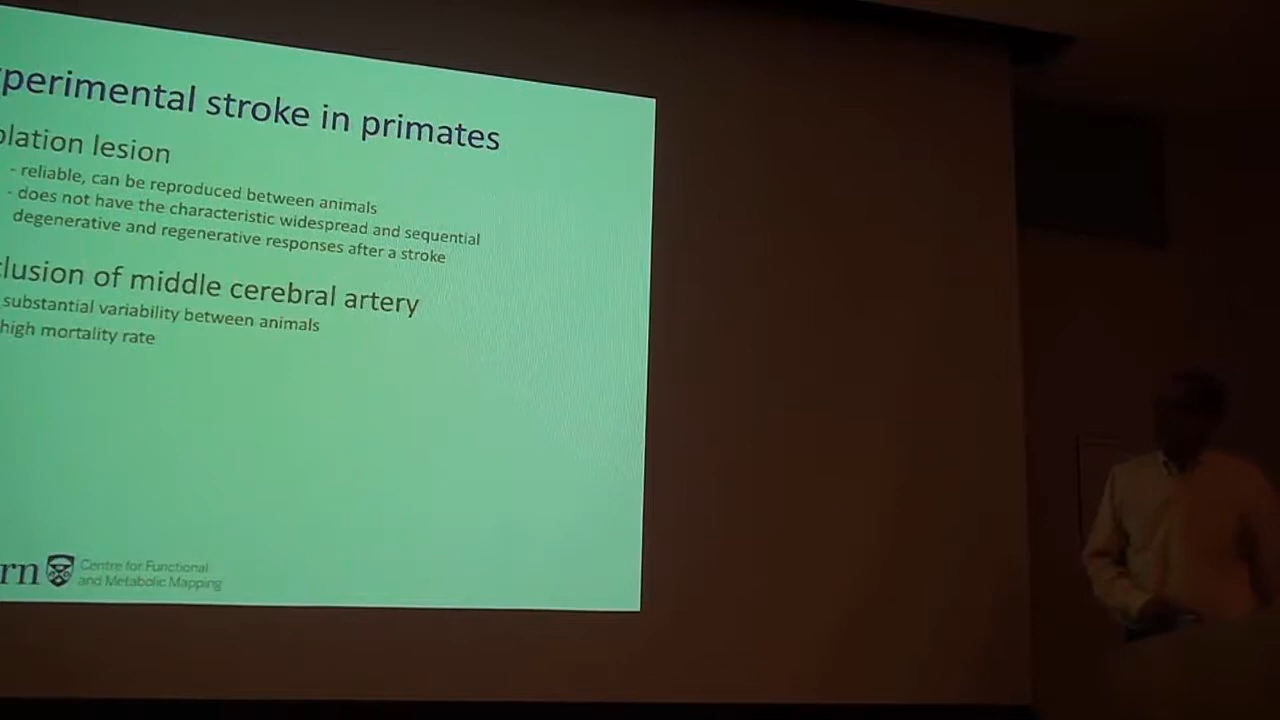 perimental stroke in primates
lation lesion
- reliable, can be reproduced between animals
- does not have the characteristic widespread and sequential
degenerative and regenerative responses after a stroke
clusion of middle cerebral artery
substantial variability between animals
high mortality rate
rn
Centre for Functional
and Metabolic Mapping